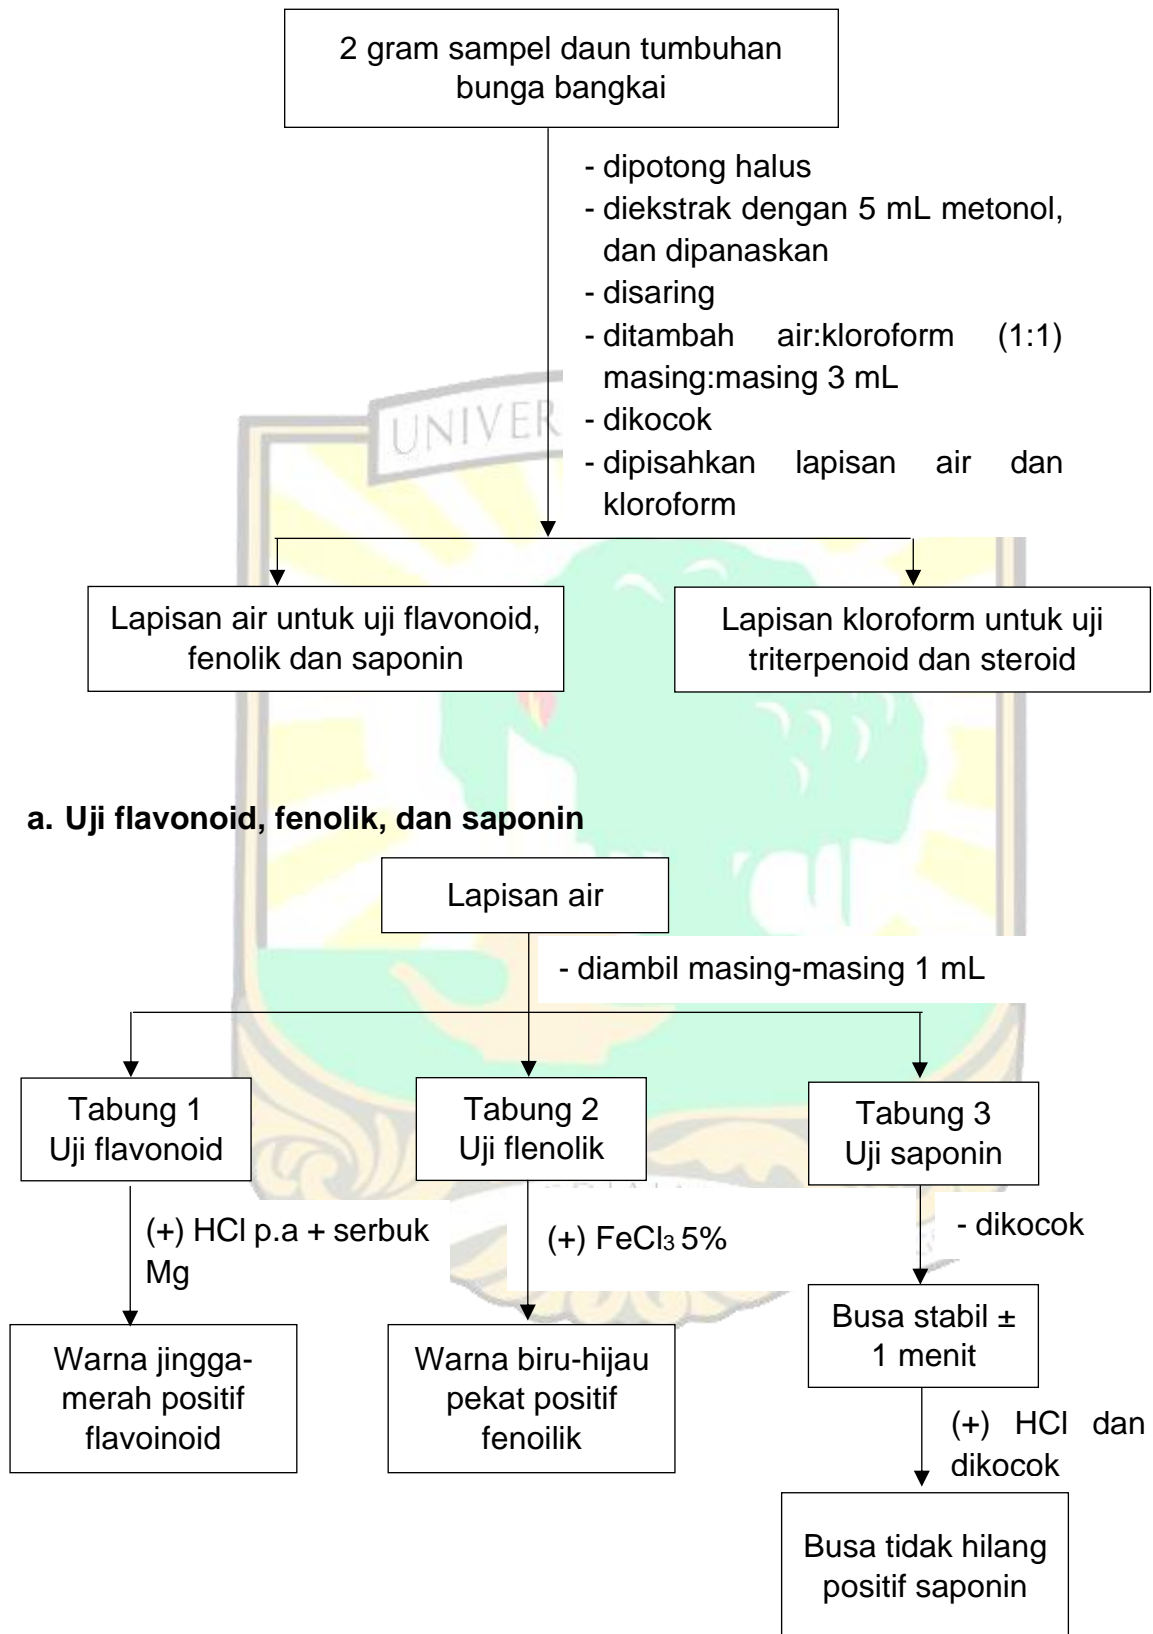 2 gram sampel daun tumbuhan
bunga bangkai
- dipotong halus
- diekstrak dengan 5 mL metonol,
dan dipanaskan
- disaring
- ditambah air:kloroform (1:1)
masing:masing 3 mL
- dikocok
- dipisahkan lapisan air dan
kloroform
UNIVER
Lapisan air untuk uji flavonoid,
fenolik dan saponin
Lapisan kloroform untuk uji
triterpenoid dan steroid
a. Uji flavonoid, fenolik, dan saponin
Lapisan air
- diambil masing-masing 1 mL
Tabung 1
Uji flavonoid
Tabung 2
Uji flenolik
Tabung 3
Uji saponin
(+) HCl p.a + serbuk
Mg
(+) FeCl₃ 5%
- dikocok
Warna jingga-
merah positif
flavoinoid
Warna biru-hijau
pekat positif
fenoilik
Busa stabil ±
1 menit
(+) HCl dan
dikocok
Busa tidak hilang
positif saponin